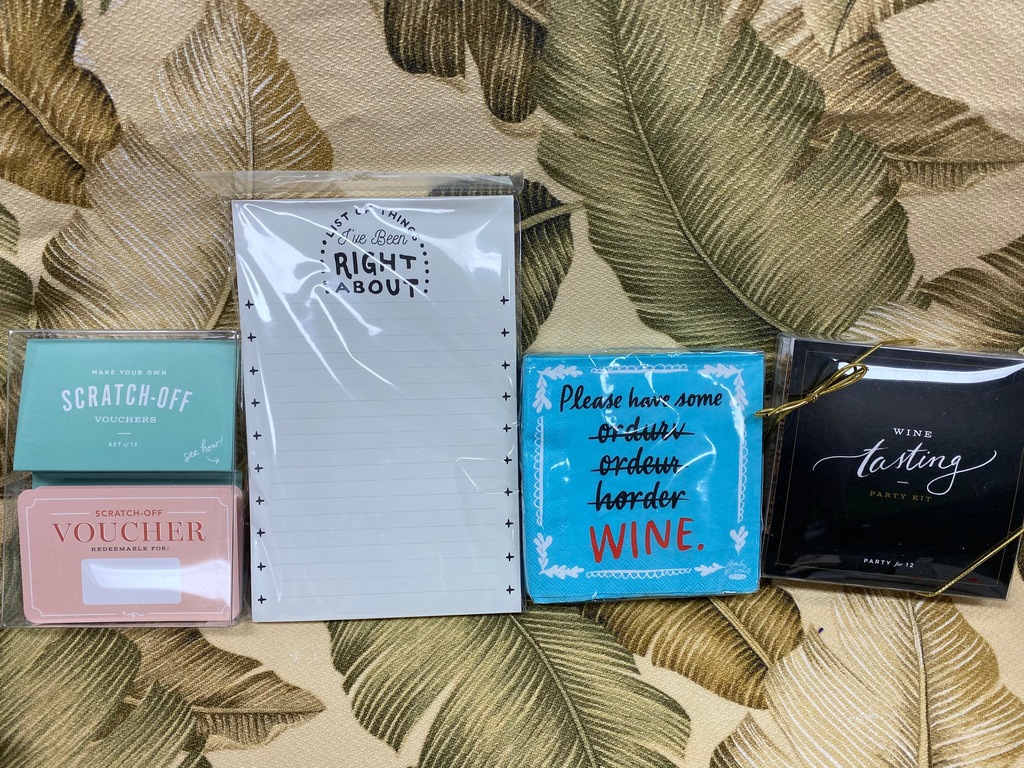 MAKE YOUR OWN
SCRATCH-OFF
VOUCHERS
SET of 12
see how!
SCRATCH-OFF
VOUCHER
REDEEMABLE FOR:
LIST OF THINGS
I've Been
RIGHT
ABOUT
Please have some
ordurv
ordeur
horder
WINE.
WINE
tasting
PARTY KIT
PARTY for 12